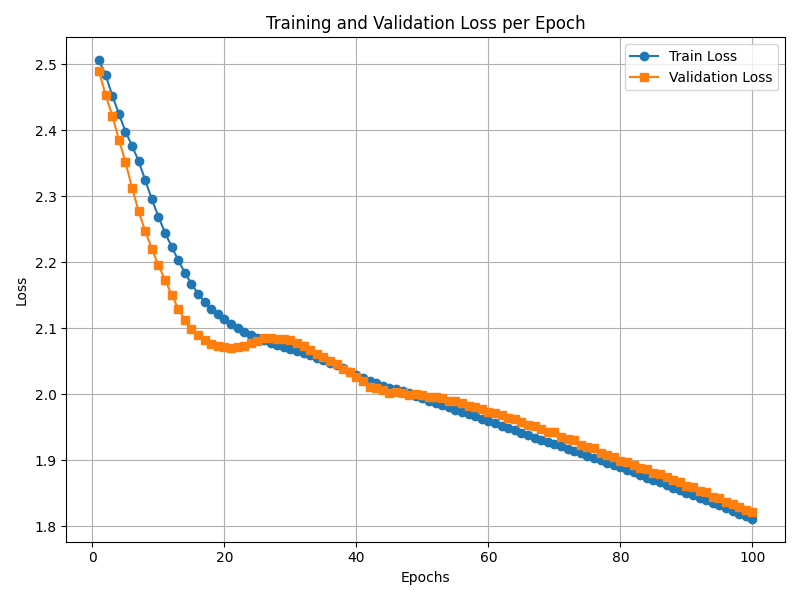 Training and Validation Loss per Epoch
Train Loss
Validation Loss
2.5
2.4
2.3
2.2
2.1
2.0
1.9
1.8
Loss
0 20 40 60 80 100
Epochs